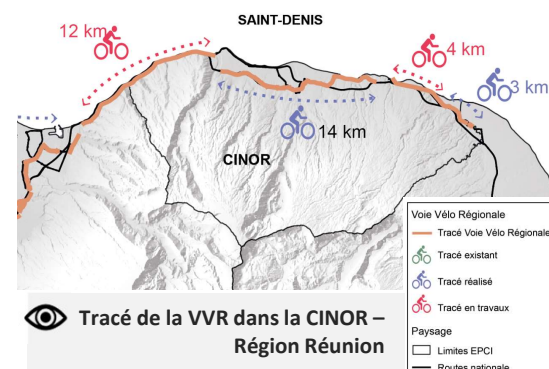 SAINT-DENIS
12 km
4 km
3 km
14 km
CINOR
Voie Vélo Régionale
Tracé Voie Vélo Régionale
Tracé existant
Tracé réalisé
Tracé en travaux
Paysage
Limites EPCI
Routes nationale
Tracé de la VVR dans la CINOR –
Région Réunion